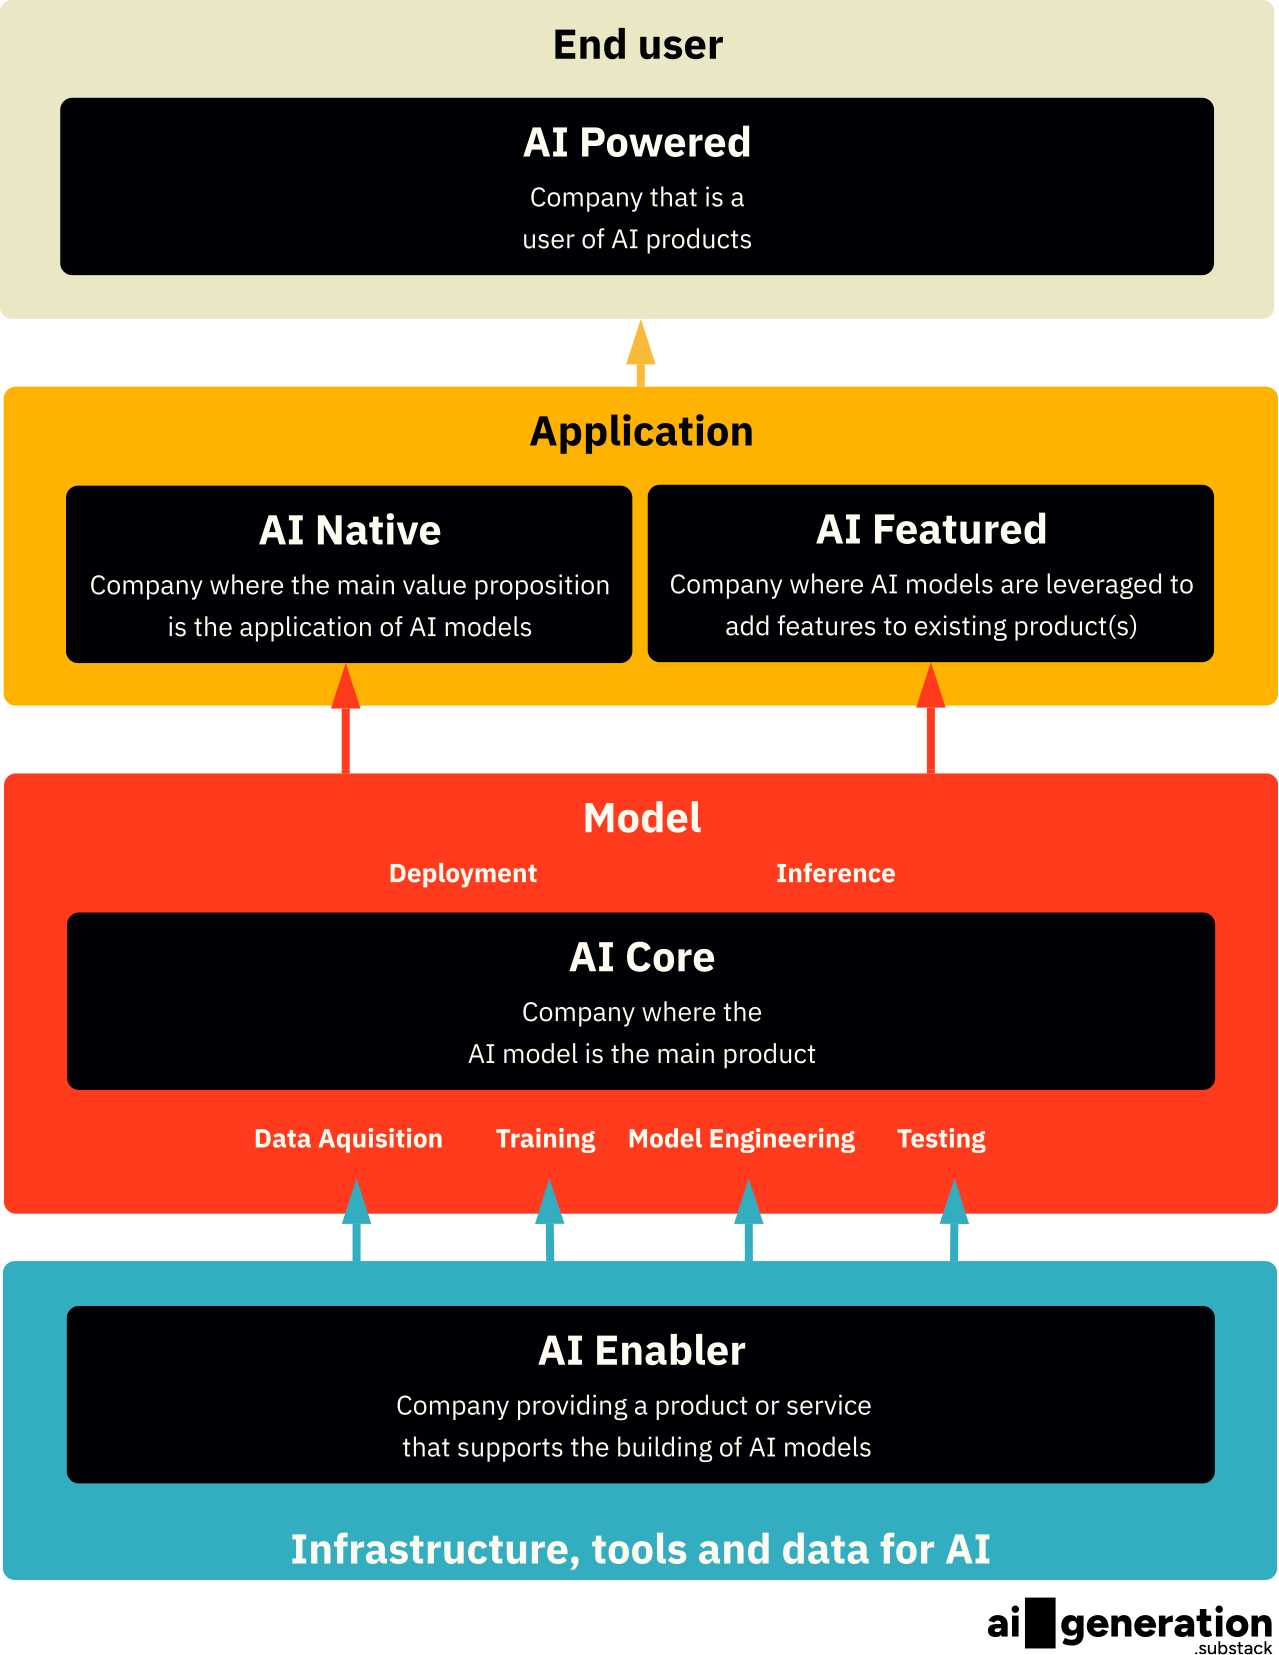 End user
AI Powered
Company that is a
user of AI products
Application
AI Native
Company where the main value proposition
is the application of AI models
AI Featured
Company where AI models are leveraged to
add features to existing product(s)
Model
Deployment
Inference
AI Core
Company where the
AI model is the main product
Data Aquisition
Training
Model Engineering
Testing
AI Enabler
Company providing a product or service
that supports the building of AI models
Infrastructure, tools and data for AI
ai generation
.substack